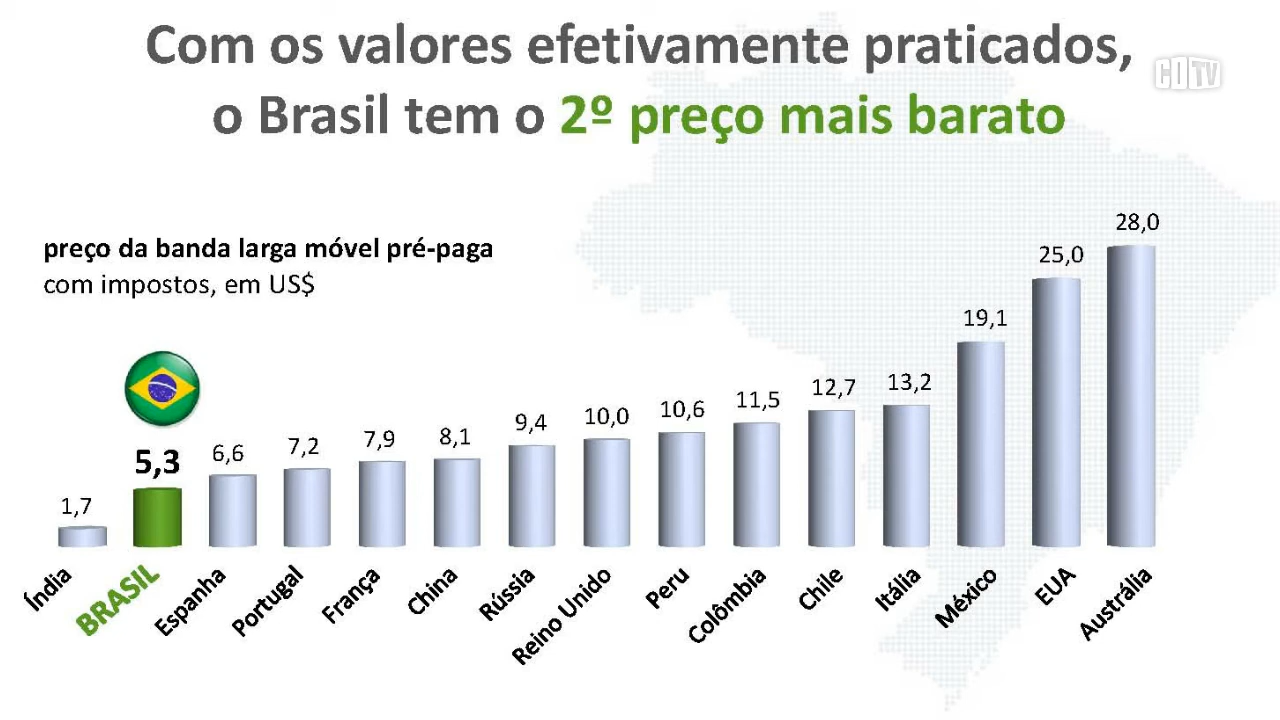 Com os valores efetivamente praticados,
o Brasil tem o 2º preço mais barato
CDTV
preço da banda larga móvel pré-paga
com impostos, em US$
1,7
5,3
6,6
7,2
7,9
8,1
9,4
10,0
10,6
11,5
12,7
13,2
19,1
25,0
28,0
Índia
BRASIL
Espanha
Portugal
França
China
Rússia
Reino Unido
Peru
Colômbia
Chile
Itália
México
EUA
Austrália